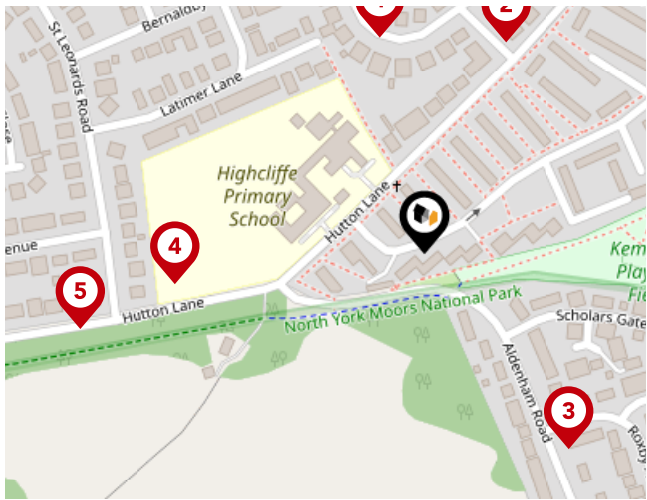 Bernaldby
1
2
St Leonards Road
Latimer Lane
Highcliffe
Primary
School
Hutton Lane
4
enue
5
Hutton Lane
North York Moors National Park
Kem
Play
Fie
Scholars Gate
Aldenham Road
3
Roxby